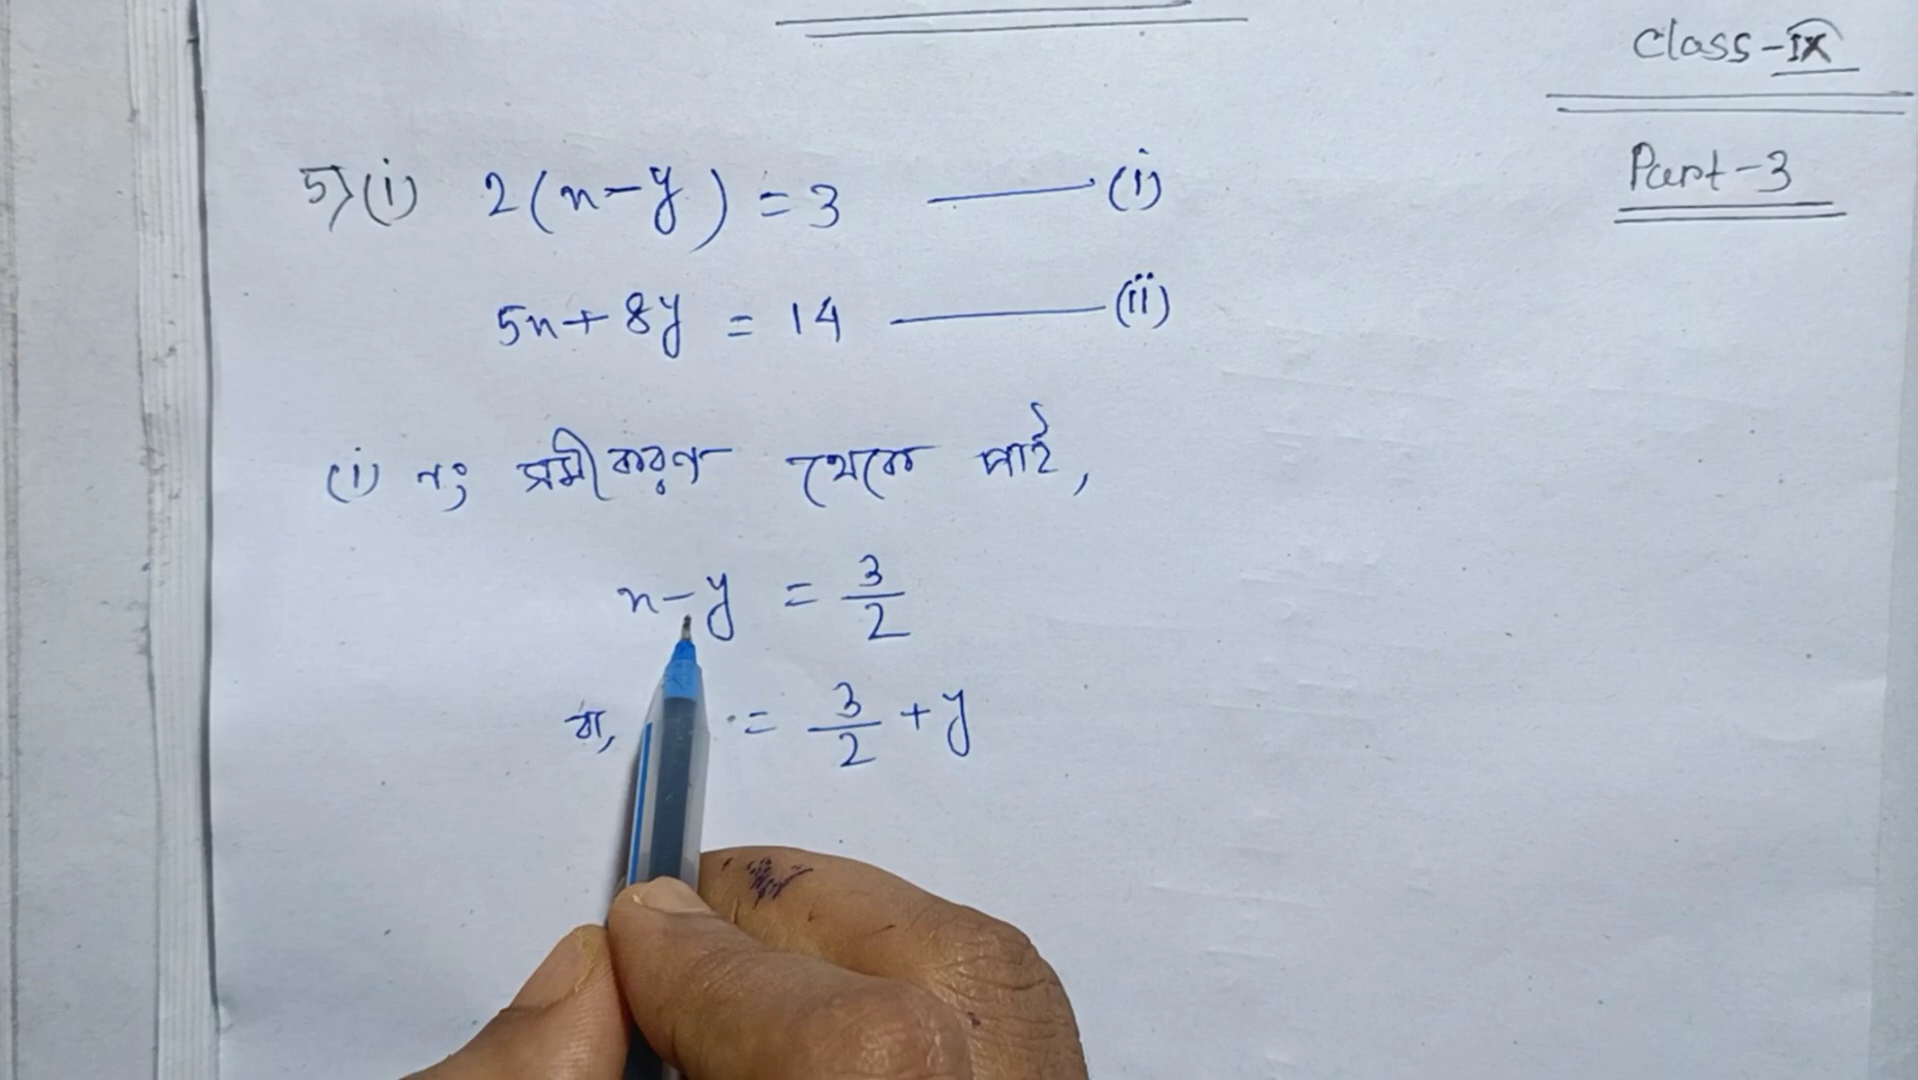 Class-IX
Part-3
5)(i) 2(x-y) = 3 —— (i)
5x+8y = 14 —— (ii)
(i) নং সমীকরণ থেকে পাই,
x-y = 3/2
বা, = 3/2 + y